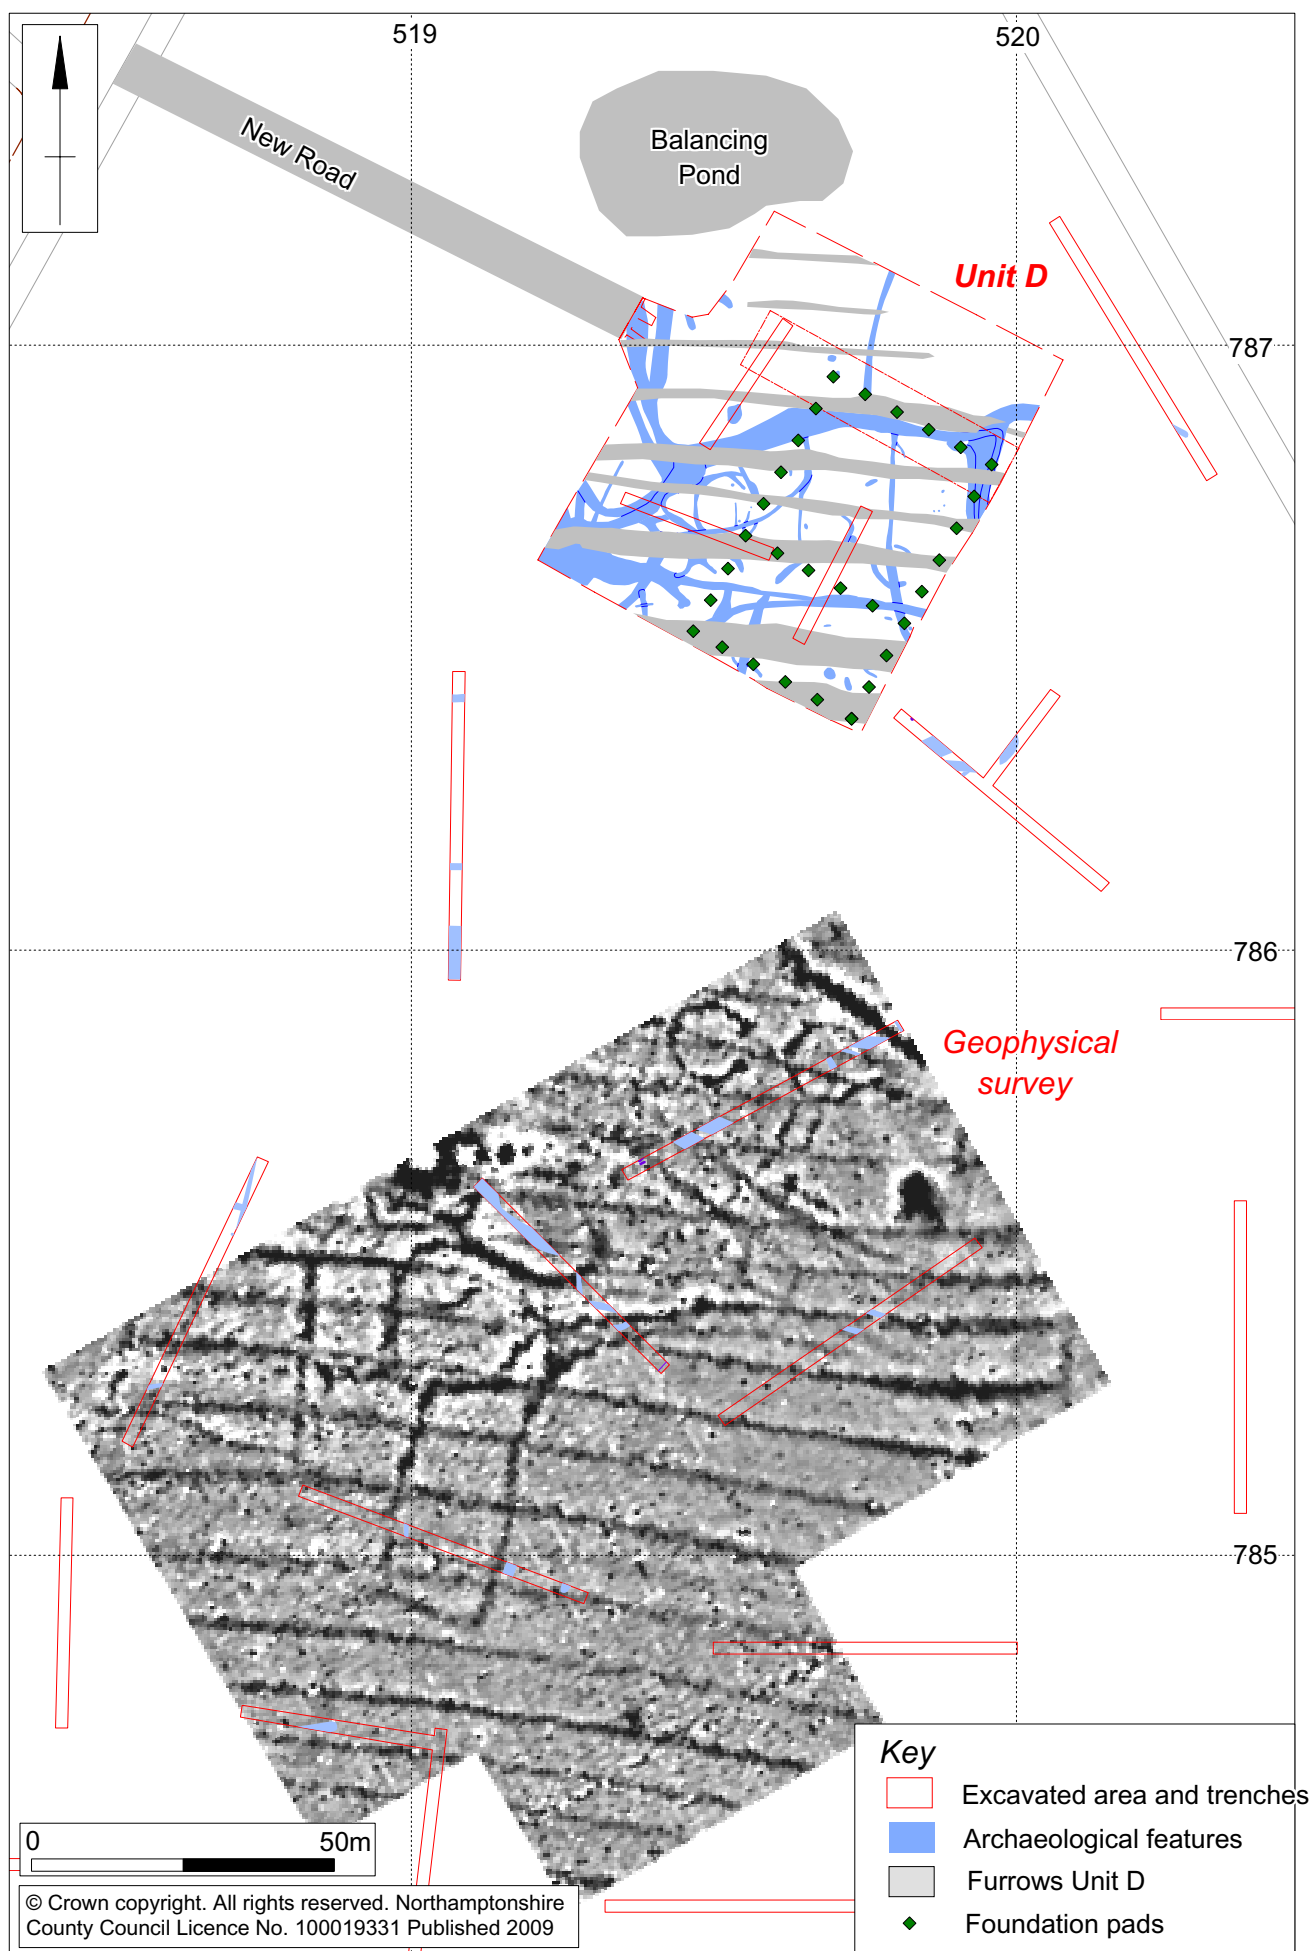 519
520
New Road
Balancing
Pond
Unit D
787
786
Geophysical
survey
785
Key
Excavated area and trenches
Archaeological features
Furrows Unit D
Foundation pads
0 50m
© Crown copyright. All rights reserved. Northamptonshire
County Council Licence No. 100019331 Published 2009